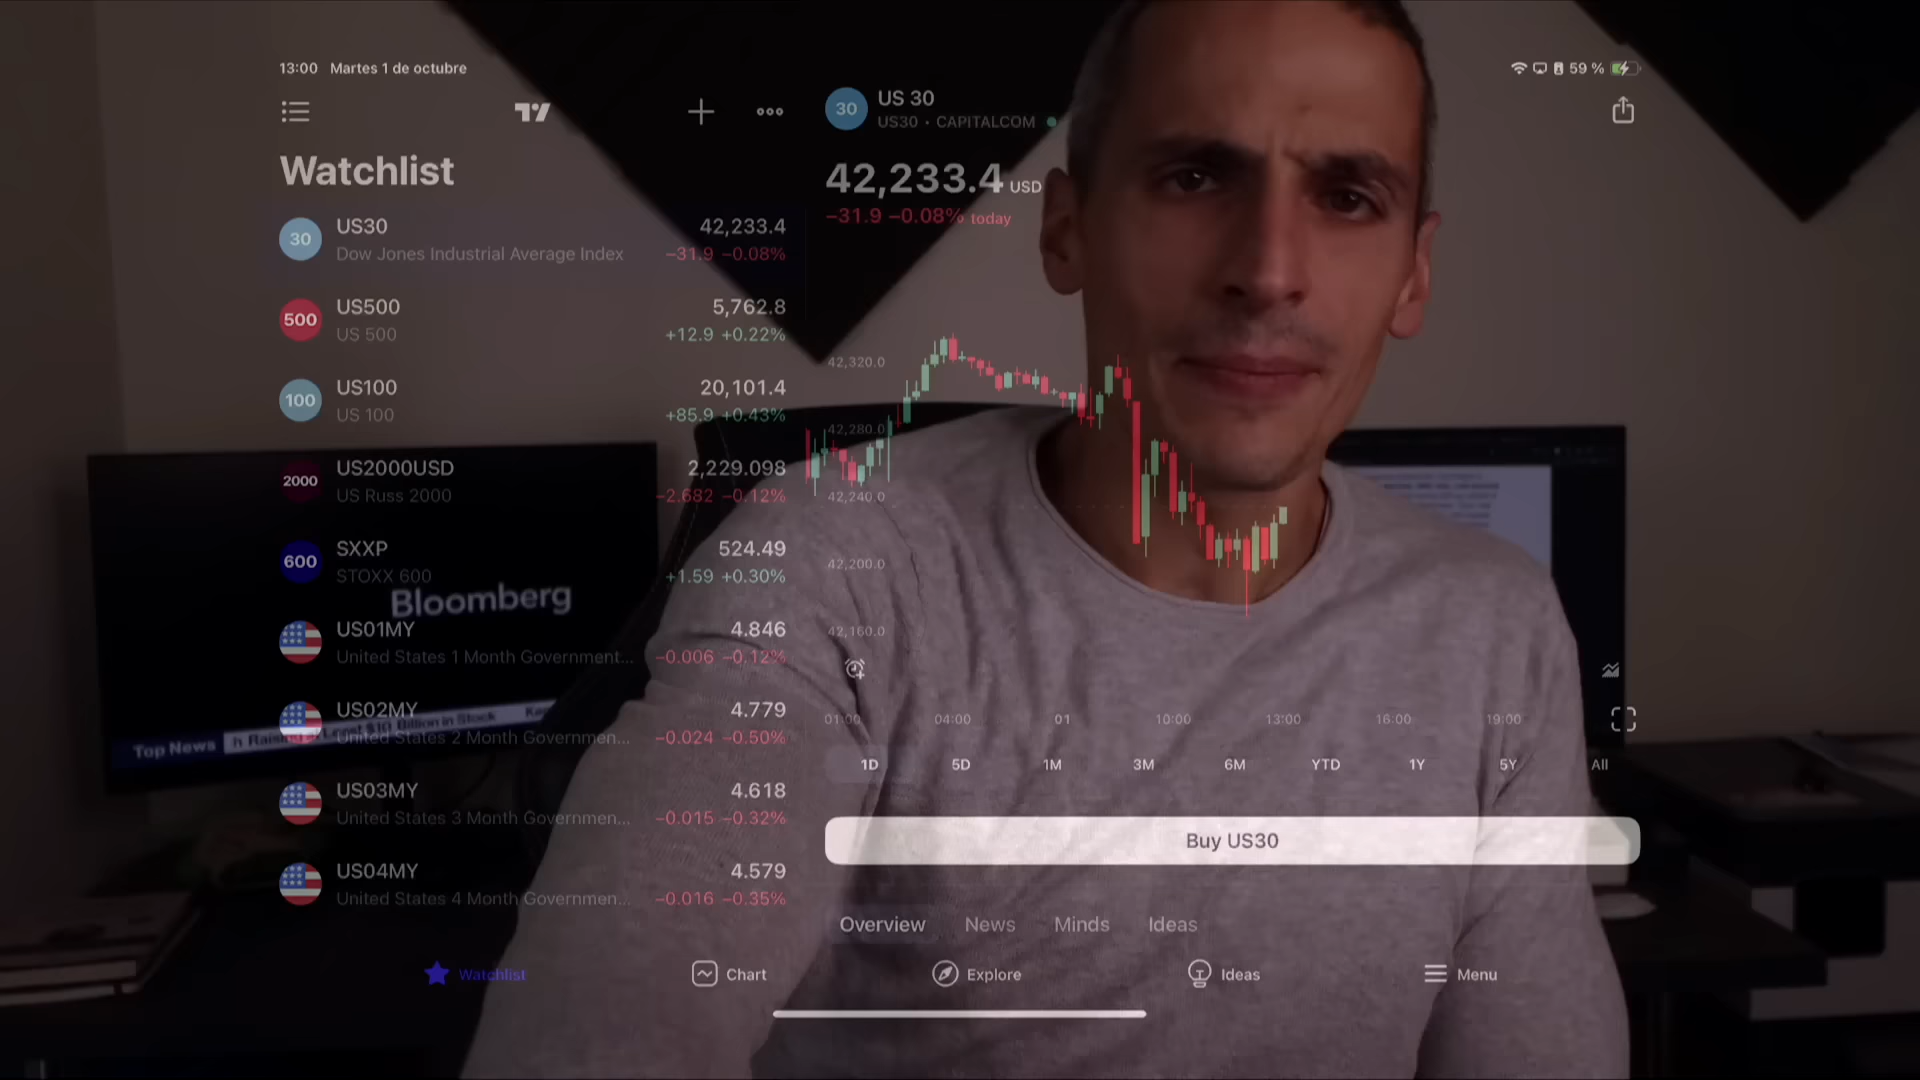 13:00 Martes 1 de octubre
59 %
Watchlist
30
US30
42,233.4
Dow Jones Industrial Average Index
−31.9 −0.08%
500
US500
5,762.8
US 500
+12.9 +0.22%
100
US100
20,101.4
US 100
+85.9 +0.43%
2000
US2000USD
2,229.098
US Russ 2000
−2.682 −0.12%
600
SXXP
524.49
STOXX 600
+1.59 +0.30%
Bloomberg
US01MY
4.846
United States 1 Month Government...
−0.006 −0.12%
US02MY
4.779
United States 2 Month Governmen...
−0.024 −0.50%
Top News
Billion in Stock
US03MY
4.618
United States 3 Month Governmen...
−0.015 −0.32%
US04MY
4.579
United States 4 Month Governmen...
−0.016 −0.35%
30
US 30
US30 • CAPITALCOM
42,233.4 USD
−31.9 −0.08% today
42,320.0
42,280.0
42,240.0
42,200.0
42,160.0
01:00 04:00 01 10:00 13:00 16:00 19:00
1D 5D 1M 3M 6M YTD 1Y 5Y All
Buy US30
Overview News Minds Ideas
Watchlist Chart Explore Ideas Menu